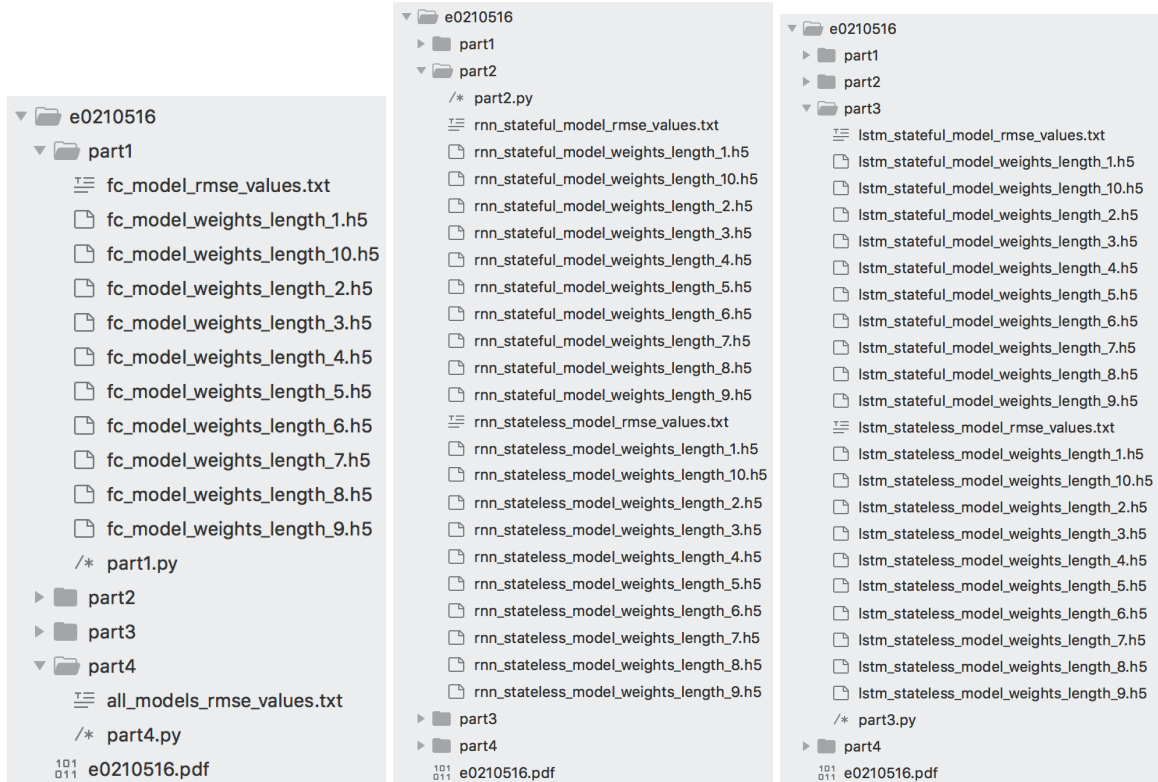 e0210516
part1
fc_model_rmse_values.txt
fc_model_weights_length_1.h5
fc_model_weights_length_10.h5
fc_model_weights_length_2.h5
fc_model_weights_length_3.h5
fc_model_weights_length_4.h5
fc_model_weights_length_5.h5
fc_model_weights_length_6.h5
fc_model_weights_length_7.h5
fc_model_weights_length_8.h5
fc_model_weights_length_9.h5
/* part1.py
part2
part3
part4
all_models_rmse_values.txt
/* part4.py
e0210516.pdf
e0210516
part1
part2
/* part2.py
rnn_stateful_model_rmse_values.txt
rnn_stateful_model_weights_length_1.h5
rnn_stateful_model_weights_length_10.h5
rnn_stateful_model_weights_length_2.h5
rnn_stateful_model_weights_length_3.h5
rnn_stateful_model_weights_length_4.h5
rnn_stateful_model_weights_length_5.h5
rnn_stateful_model_weights_length_6.h5
rnn_stateful_model_weights_length_7.h5
rnn_stateful_model_weights_length_8.h5
rnn_stateful_model_weights_length_9.h5
rnn_stateless_model_rmse_values.txt
rnn_stateless_model_weights_length_1.h5
rnn_stateless_model_weights_length_10.h5
rnn_stateless_model_weights_length_2.h5
rnn_stateless_model_weights_length_3.h5
rnn_stateless_model_weights_length_4.h5
rnn_stateless_model_weights_length_5.h5
rnn_stateless_model_weights_length_6.h5
rnn_stateless_model_weights_length_7.h5
rnn_stateless_model_weights_length_8.h5
rnn_stateless_model_weights_length_9.h5
part3
part4
e0210516.pdf
e0210516
part1
part2
part3
lstm_stateful_model_rmse_values.txt
lstm_stateful_model_weights_length_1.h5
lstm_stateful_model_weights_length_10.h5
lstm_stateful_model_weights_length_2.h5
lstm_stateful_model_weights_length_3.h5
lstm_stateful_model_weights_length_4.h5
lstm_stateful_model_weights_length_5.h5
lstm_stateful_model_weights_length_6.h5
lstm_stateful_model_weights_length_7.h5
lstm_stateful_model_weights_length_8.h5
lstm_stateful_model_weights_length_9.h5
lstm_stateless_model_rmse_values.txt
lstm_stateless_model_weights_length_1.h5
lstm_stateless_model_weights_length_10.h5
lstm_stateless_model_weights_length_2.h5
lstm_stateless_model_weights_length_3.h5
lstm_stateless_model_weights_length_4.h5
lstm_stateless_model_weights_length_5.h5
lstm_stateless_model_weights_length_6.h5
lstm_stateless_model_weights_length_7.h5
lstm_stateless_model_weights_length_8.h5
lstm_stateless_model_weights_length_9.h5
/* part3.py
part4
e0210516.pdf